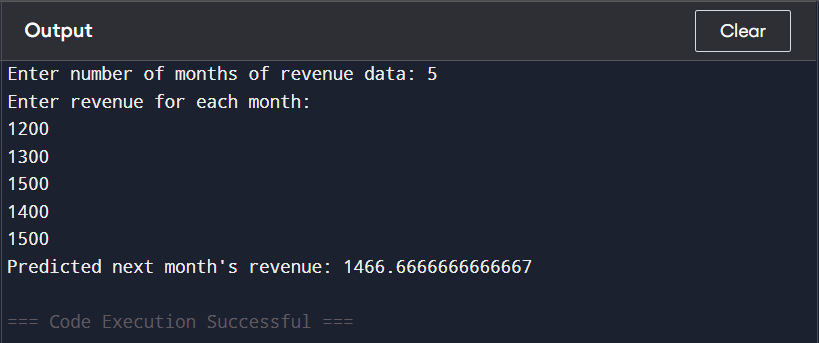 Output
Clear
Enter number of months of revenue data: 5
Enter revenue for each month:
1200
1300
1500
1400
1500
Predicted next month's revenue: 1466.6666666666667
=== Code Execution Successful ===